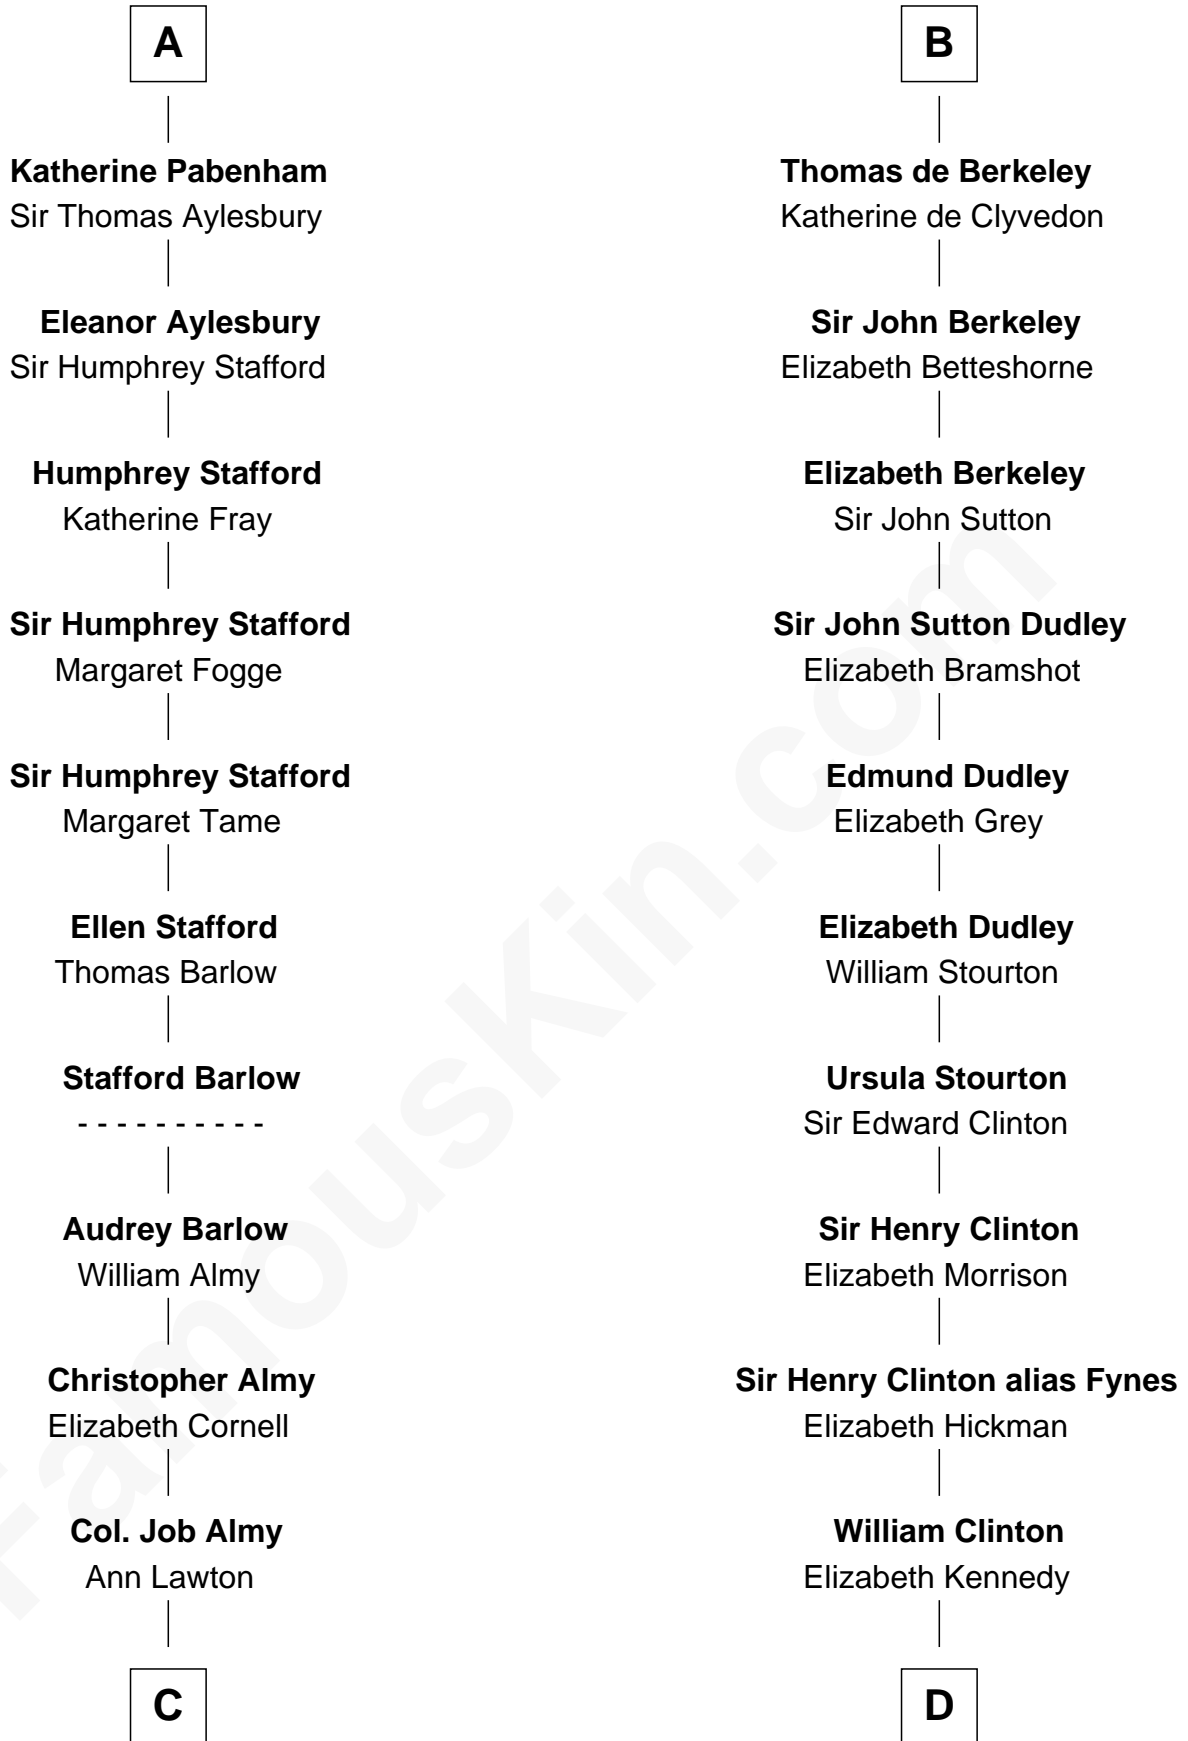 A
Katherine Pabenham
Sir Thomas Aylesbury
Eleanor Aylesbury
Sir Humphrey Stafford
Humphrey Stafford
Katherine Fray
Sir Humphrey Stafford
Margaret Fogge
Sir Humphrey Stafford
Margaret Tame
Ellen Stafford
Thomas Barlow
Stafford Barlow
- - - - - - - - - -
Audrey Barlow
William Almy
Christopher Almy
Elizabeth Cornell
Col. Job Almy
Ann Lawton
C
B
Thomas de Berkeley
Katherine de Clyvedon
Sir John Berkeley
Elizabeth Betteshorne
Elizabeth Berkeley
Sir John Sutton
Sir John Sutton Dudley
Elizabeth Bramshot
Edmund Dudley
Elizabeth Grey
Elizabeth Dudley
William Stourton
Ursula Stourton
Sir Edward Clinton
Sir Henry Clinton
Elizabeth Morrison
Sir Henry Clinton alias Fynes
Elizabeth Hickman
William Clinton
Elizabeth Kennedy
D
FamousKin.com